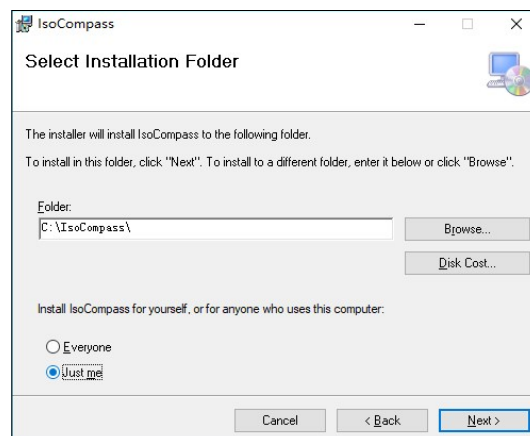 IsoCompass
Select Installation Folder
The installer will install IsoCompass to the following folder.
To install in this folder, click "Next". To install to a different folder, enter it below or click "Browse".
Folder:
C:\IsoCompass\
Browse...
Disk Cost...
Install IsoCompass for yourself, or for anyone who uses this computer:
Everyone
Just me
Cancel
< Back
Next >